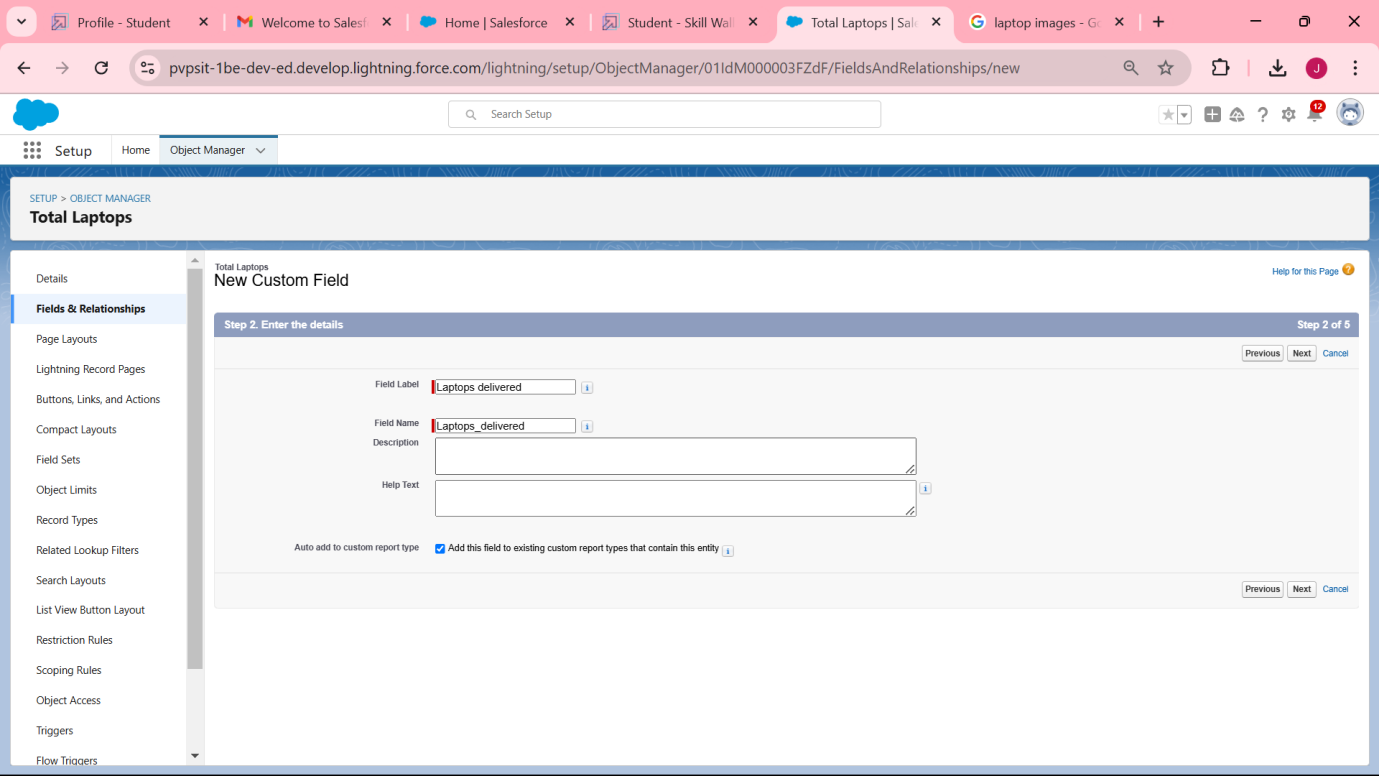 Profile - Student
Welcome to Salesf
Home | Salesforce
Student - Skill Wall
Total Laptops | Sale
laptop images - Go
pvpsit-1be-dev-ed.develop.lightning.force.com/lightning/setup/ObjectManager/01IdM000003FZdF/FieldsAndRelationships/new
J
Search Setup
12
Setup
Home
Object Manager
SETUP > OBJECT MANAGER
Total Laptops
Details
Fields & Relationships
Page Layouts
Lightning Record Pages
Buttons, Links, and Actions
Compact Layouts
Field Sets
Object Limits
Record Types
Related Lookup Filters
Search Layouts
List View Button Layout
Restriction Rules
Scoping Rules
Object Access
Triggers
Flow Triggers
Total Laptops
New Custom Field
Help for this Page
Step 2. Enter the details
Step 2 of 5
Previous Next Cancel
Field Label Laptops delivered
Field Name Laptops_delivered
Description
Help Text
Auto add to custom report type Add this field to existing custom report types that contain this entity
Previous Next Cancel